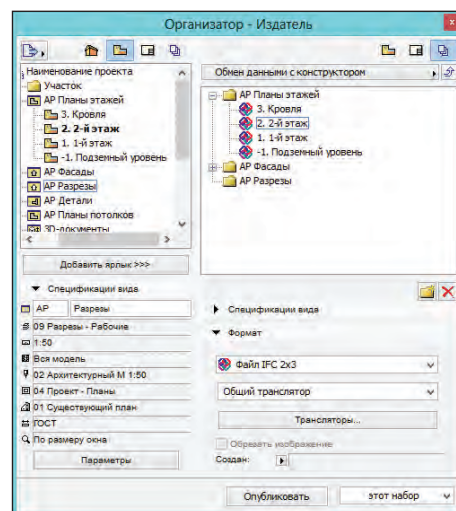 Организатор - Издатель
Наименование проекта
Участок
АР Планы этажей
3. Кровля
2. 2-й этаж
1. 1-й этаж
-1. Подземный уровень
АР Фасады
АР Разрезы
АР Детали
АР Планы потолков
3D-документы
Добавить ярлык >>>
Спецификации вида
АР Разрезы
09 Разрезы - Рабочие
1:50
Вся модель
02 Архитектурный М 1:50
04 Проект - Планы
01 Существующий план
ГОСТ
По размеру окна
Параметры
Обмен данными с конструктором
АР Планы этажей
3. Кровля
2. 2-й этаж
1. 1-й этаж
-1. Подземный уровень
АР Фасады
АР Разрезы
Спецификации вида
Формат
Файл IFC 2x3
Общий транслятор
Трансляторы...
Обрезать изображение
Создан:
Опубликовать
этот набор